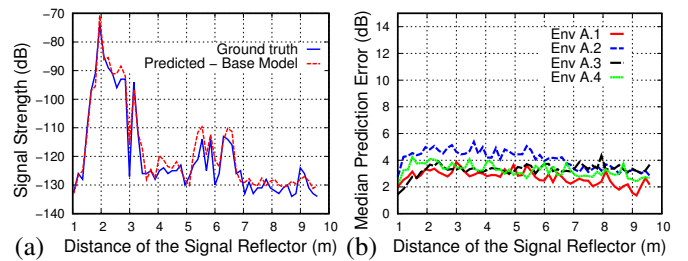 Signal Strength (dB)
-70
-80
-90
-100
-110
-120
-130
-140
Ground truth
Predicted - Base Model
1 2 3 4 5 6 7 8 9 10
(a) Distance of the Signal Reflector (m)
Median Prediction Error (dB)
14
12
10
8
6
4
2
0
Env A.1
Env A.2
Env A.3
Env A.4
1 2 3 4 5 6 7 8 9 10
(b) Distance of the Signal Reflector (m)